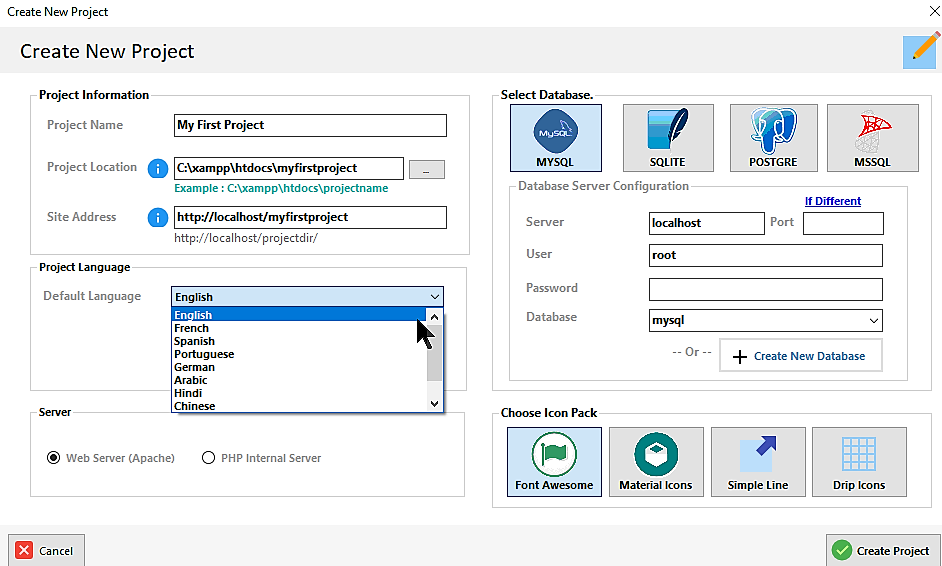 Create New Project
Create New Project
Project Information
Project Name
My First Project
Project Location
C:\xampp\htdocs\myfirstproject
...
Example : C:\xampp\htdocs\projectname
Site Address
http://localhost/myfirstproject
http://localhost/projectdir/
Project Language
Default Language
English
English
French
Spanish
Portuguese
German
Arabic
Hindi
Chinese
Server
Web Server (Apache)
PHP Internal Server
Select Database.
MySQL
MYSQL
SQLITE
POSTGRE
MSSQL
Database Server Configuration
If Different
Server
localhost
Port
User
root
Password
Database
mysql
-- Or --
Create New Database
Choose Icon Pack
Font Awesome
Material Icons
Simple Line
Drip Icons
Cancel
Create Project